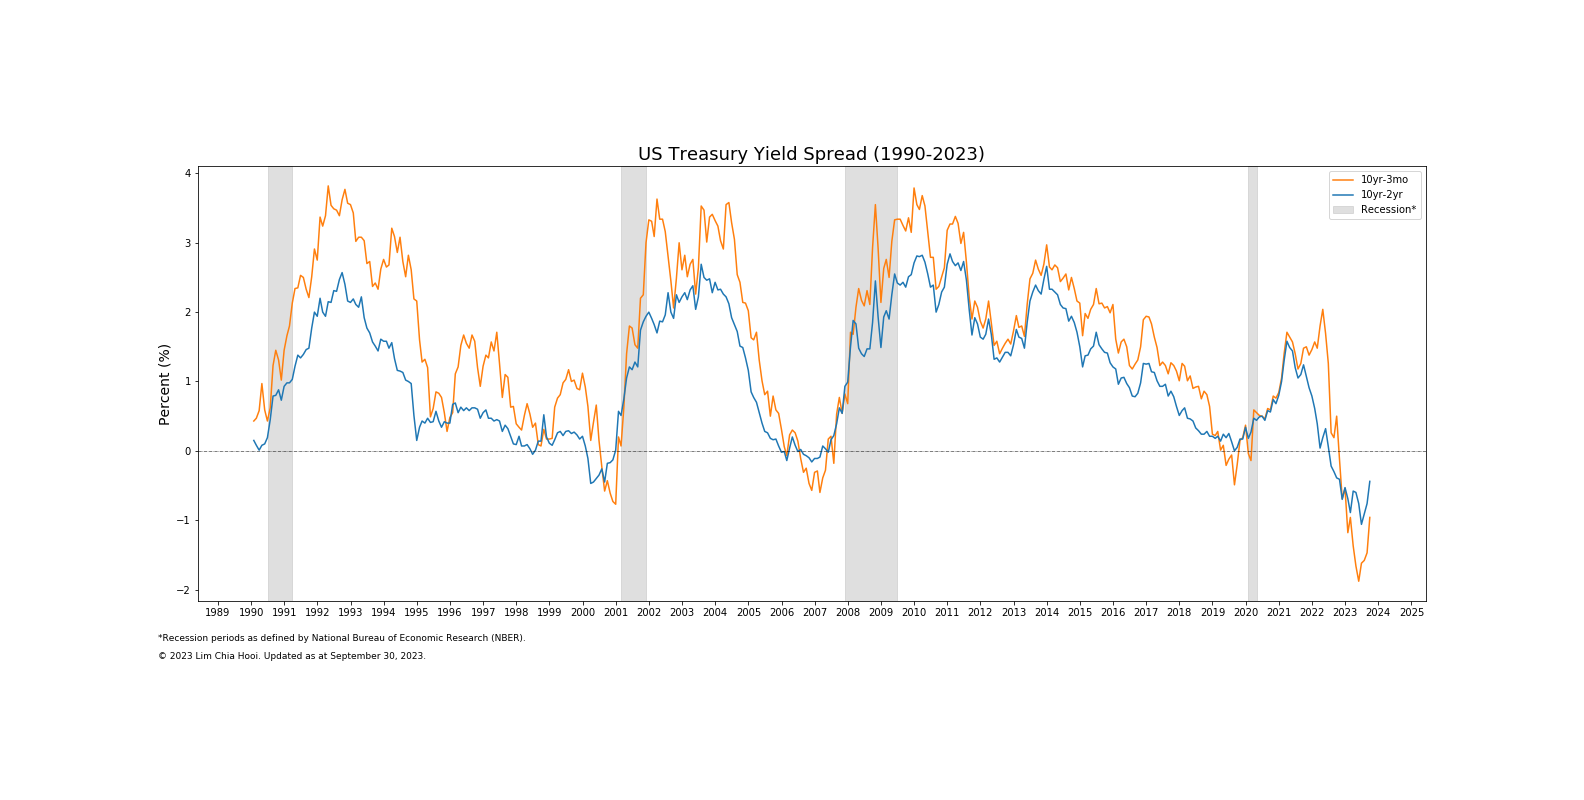 US Treasury Yield Spread (1990-2023)
10yr-3mo
10yr-2yr
Recession*
Percent (%)
4
3
2
1
0
−1
−2
1989 1990 1991 1992 1993 1994 1995 1996 1997 1998 1999 2000 2001 2002 2003 2004 2005 2006 2007 2008 2009 2010 2011 2012 2013 2014 2015 2016 2017 2018 2019 2020 2021 2022 2023 2024 2025
*Recession periods as defined by National Bureau of Economic Research (NBER).
© 2023 Lim Chia Hooi. Updated as at September 30, 2023.